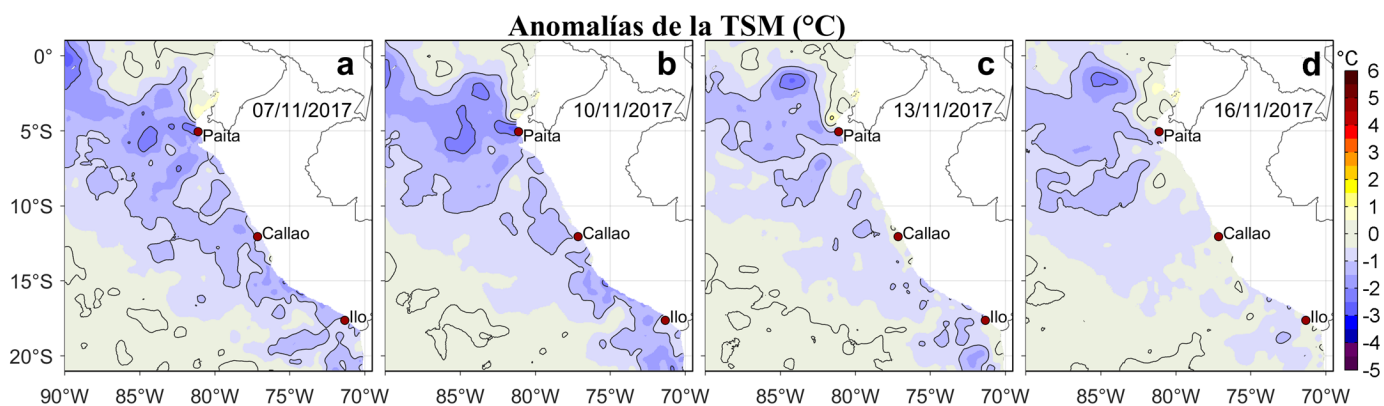 Anomalías de la TSM (°C)
a
b
c
d
°C
07/11/2017
10/11/2017
13/11/2017
16/11/2017
Paita
Paita
Paita
Paita
Callao
Callao
Callao
Callao
Ilo
Ilo
Ilo
Ilo
0°
5°S
10°S
15°S
20°S
90°W 85°W 80°W 75°W 70°W
85°W 80°W 75°W 70°W
85°W 80°W 75°W 70°W
85°W 80°W 75°W 70°W
6
5
4
3
2
1
0
-1
-2
-3
-4
-5